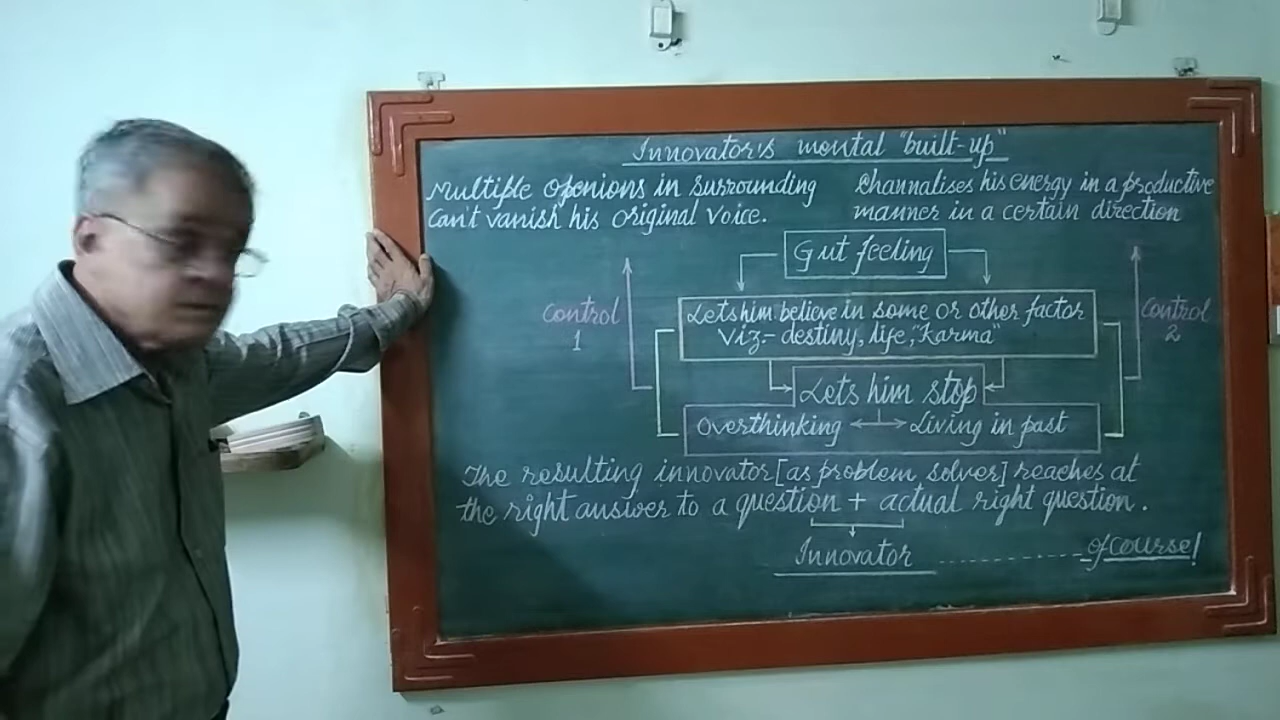 Innovator's mental "built-up"
Multiple openions in surrounding
can't vanish his original voice.
Channalises his energy in a productive
manner in a certain direction
Gut feeling
Control
1
Lets him believe in some or other factor
Viz:- destiny, life, "Karma"
Control
2
Lets him stop
Overthinking Living in past
The resulting innovator [as problem solver] reaches at
the right answer to a question + actual right question.
Innovator ofcourse!